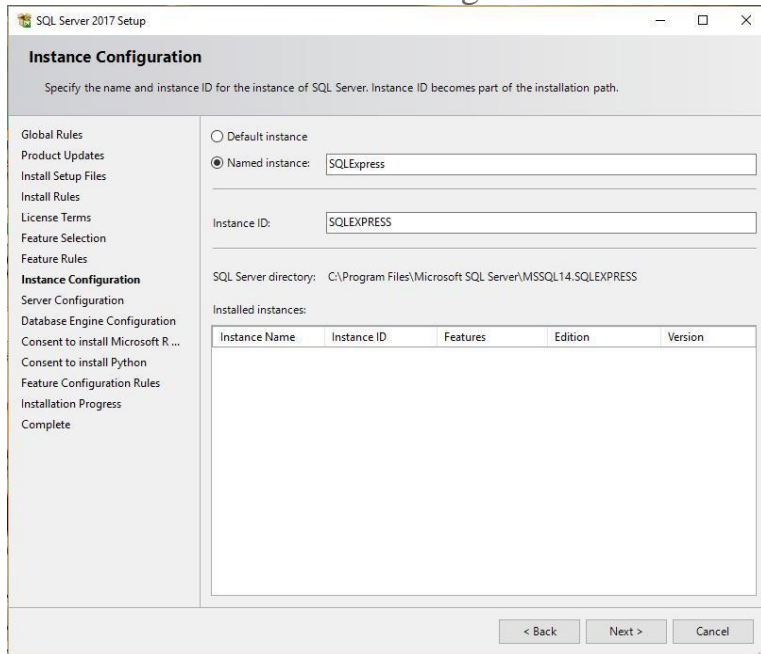 SQL Server 2017 Setup
Instance Configuration
Specify the name and instance ID for the instance of SQL Server. Instance ID becomes part of the installation path.
Global Rules
Product Updates
Install Setup Files
Install Rules
License Terms
Feature Selection
Feature Rules
Instance Configuration
Server Configuration
Database Engine Configuration
Consent to install Microsoft R ...
Consent to install Python
Feature Configuration Rules
Installation Progress
Complete
Default instance
Named instance: SQLExpress
Instance ID: SQLEXPRESS
SQL Server directory: C:\Program Files\Microsoft SQL Server\MSSQL14.SQLEXPRESS
Installed instances:
Instance Name Instance ID Features Edition Version
< Back Next > Cancel